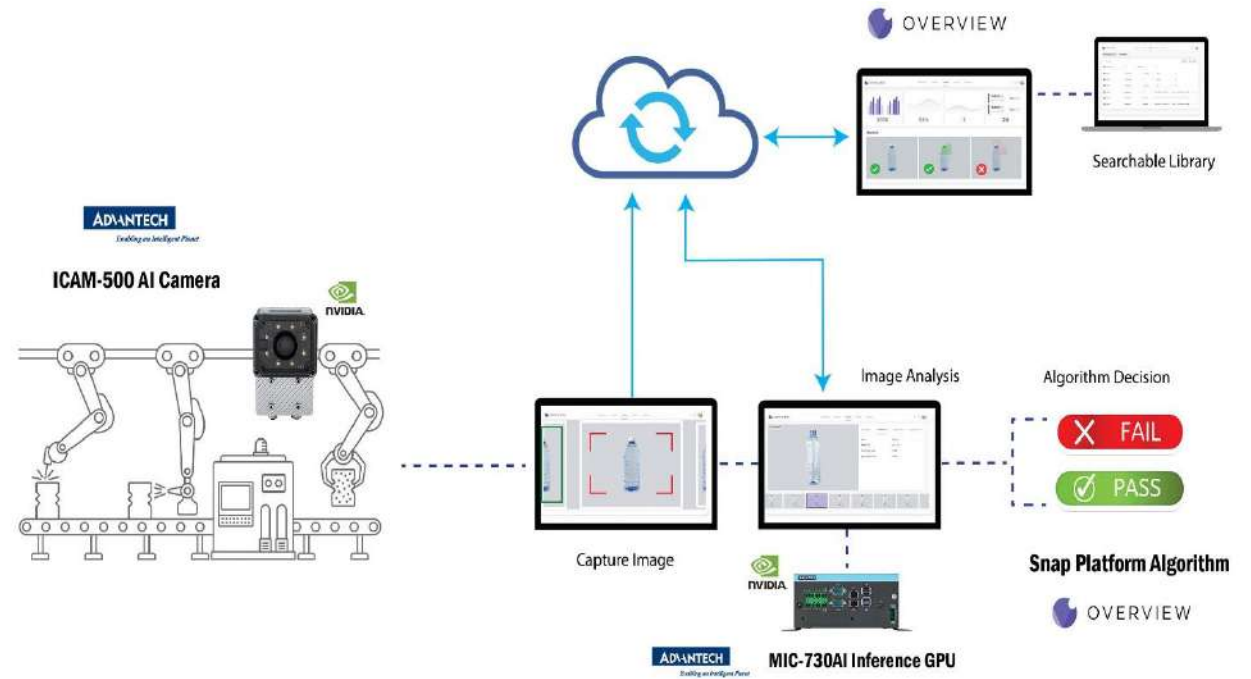 OVERVIEW
Searchable Library
ADVANTECH
Enabling an Intelligent Planet
ICAM-500 AI Camera
NVIDIA.
Image Analysis
Algorithm Decision
FAIL
PASS
Capture Image
Snap Platform Algorithm
NVIDIA.
OVERVIEW
ADVANTECH
Enabling an Intelligent Planet
MIC-730AI Inference GPU